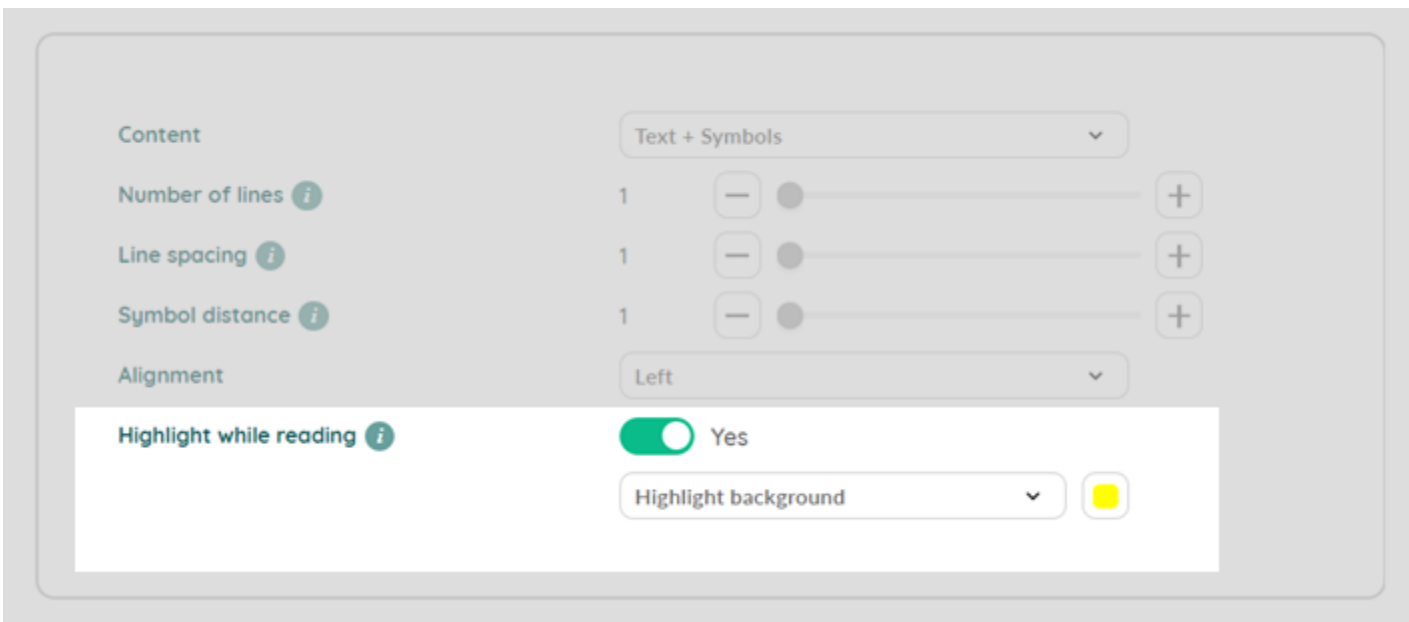 Content Text + Symbols
Number of lines i 1
Line spacing i 1
Symbol distance i 1
Alignment Left
Highlight while reading i Yes
Highlight background